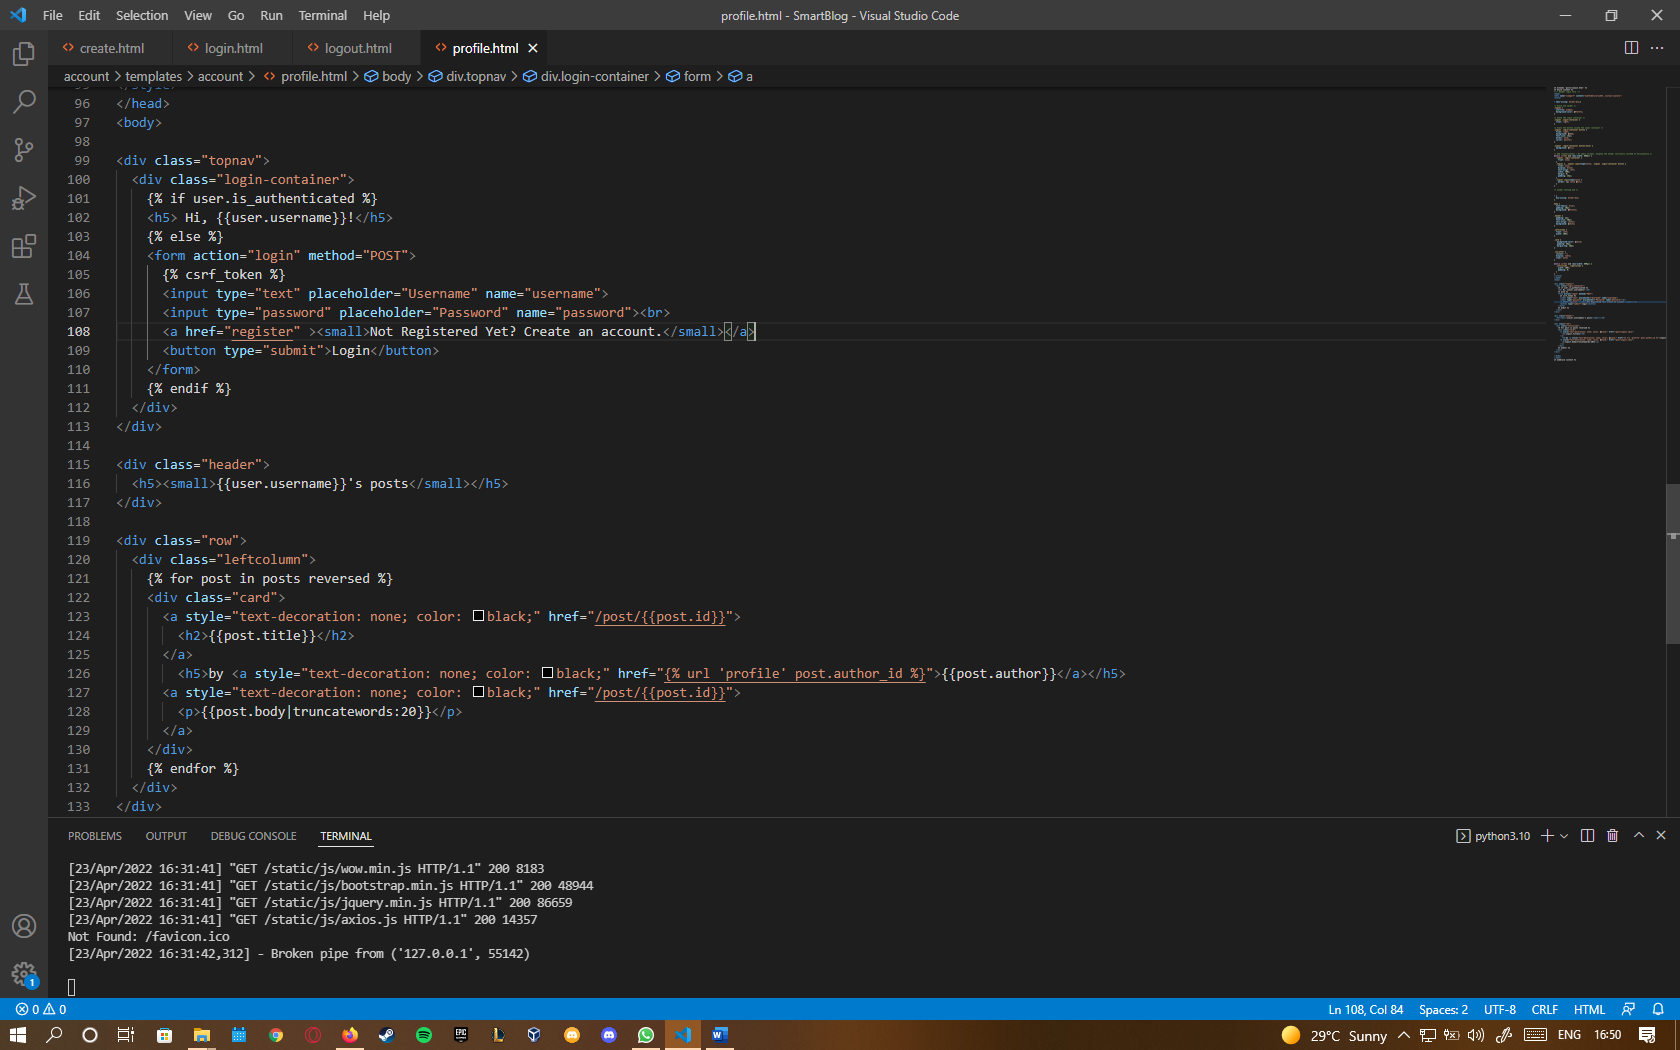 File Edit Selection View Go Run Terminal Help
profile.html - SmartBlog - Visual Studio Code
create.html login.html logout.html profile.html
account > templates > account > profile.html > body > div.topnav > div.login-container > form > a
96 </head>
97 <body>
98
99 <div class="topnav">
100 <div class="login-container">
101 {% if user.is_authenticated %}
102 <h5> Hi, {{user.username}}!</h5>
103 {% else %}
104 <form action="login" method="POST">
105 {% csrf_token %}
106 <input type="text" placeholder="Username" name="username">
107 <input type="password" placeholder="Password" name="password"><br>
108 <a href="register" ><small>Not Registered Yet? Create an account.</small></a>
109 <button type="submit">Login</button>
110 </form>
111 {% endif %}
112 </div>
113 </div>
114
115 <div class="header">
116 <h5><small>{{user.username}}'s posts</small></h5>
117 </div>
118
119 <div class="row">
120 <div class="leftcolumn">
121 {% for post in posts reversed %}
122 <div class="card">
123 <a style="text-decoration: none; color: black;" href="/post/{{post.id}}">
124 <h2>{{post.title}}</h2>
125 </a>
126 <h5>by <a style="text-decoration: none; color: black;" href="{% url 'profile' post.author_id %}">{{post.author}}</a></h5>
127 <a style="text-decoration: none; color: black;" href="/post/{{post.id}}">
128 <p>{{post.body|truncatewords:20}}</p>
129 </a>
130 </div>
131 {% endfor %}
132 </div>
133 </div>
PROBLEMS OUTPUT DEBUG CONSOLE TERMINAL
python3.10
[23/Apr/2022 16:31:41] "GET /static/js/wow.min.js HTTP/1.1" 200 8183
[23/Apr/2022 16:31:41] "GET /static/js/bootstrap.min.js HTTP/1.1" 200 48944
[23/Apr/2022 16:31:41] "GET /static/js/jquery.min.js HTTP/1.1" 200 86659
[23/Apr/2022 16:31:41] "GET /static/js/axios.js HTTP/1.1" 200 14357
Not Found: /favicon.ico
[23/Apr/2022 16:31:42,312] - Broken pipe from ('127.0.0.1', 55142)
1
0 0
Ln 108, Col 84 Spaces: 2 UTF-8 CRLF HTML
EPIC GAMES
29°C Sunny ENG 16:50